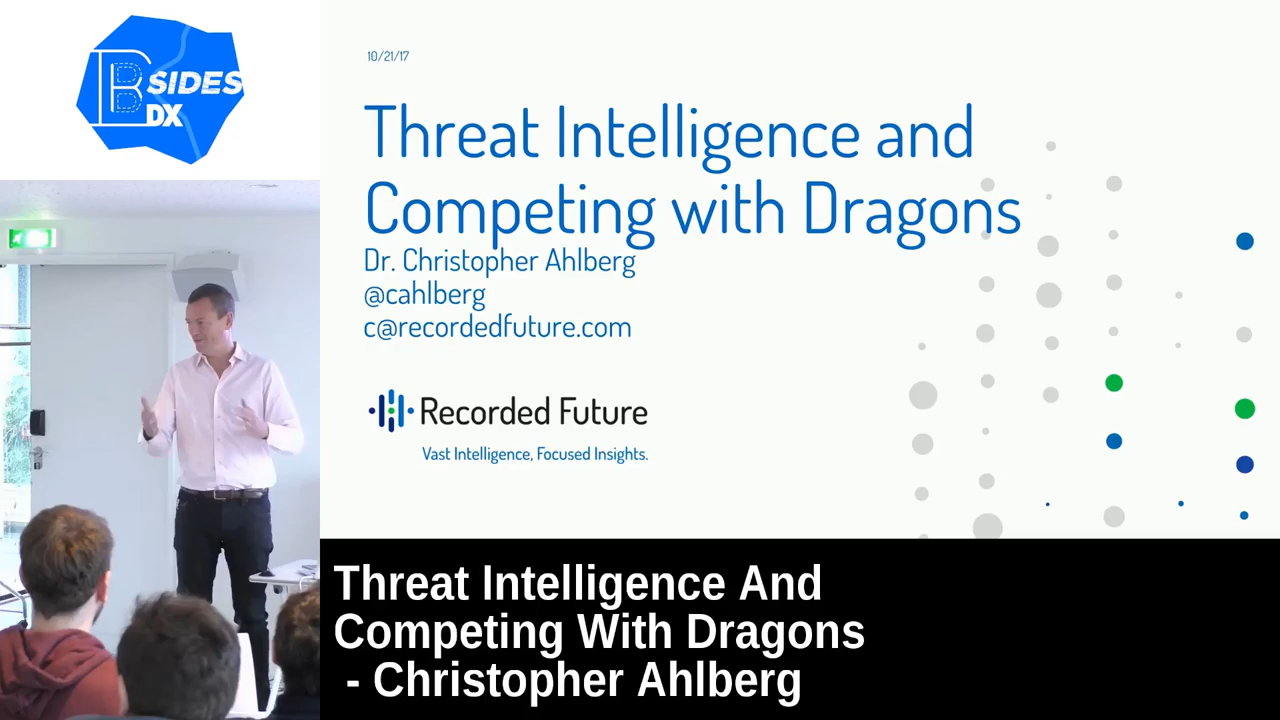 B SIDES
DX
10/21/17
Threat Intelligence and
Competing with Dragons
Dr. Christopher Ahlberg
@cahlberg
c@recordedfuture.com
Recorded Future
Vast Intelligence, Focused Insights.
Threat Intelligence And
Competing With Dragons
- Christopher Ahlberg